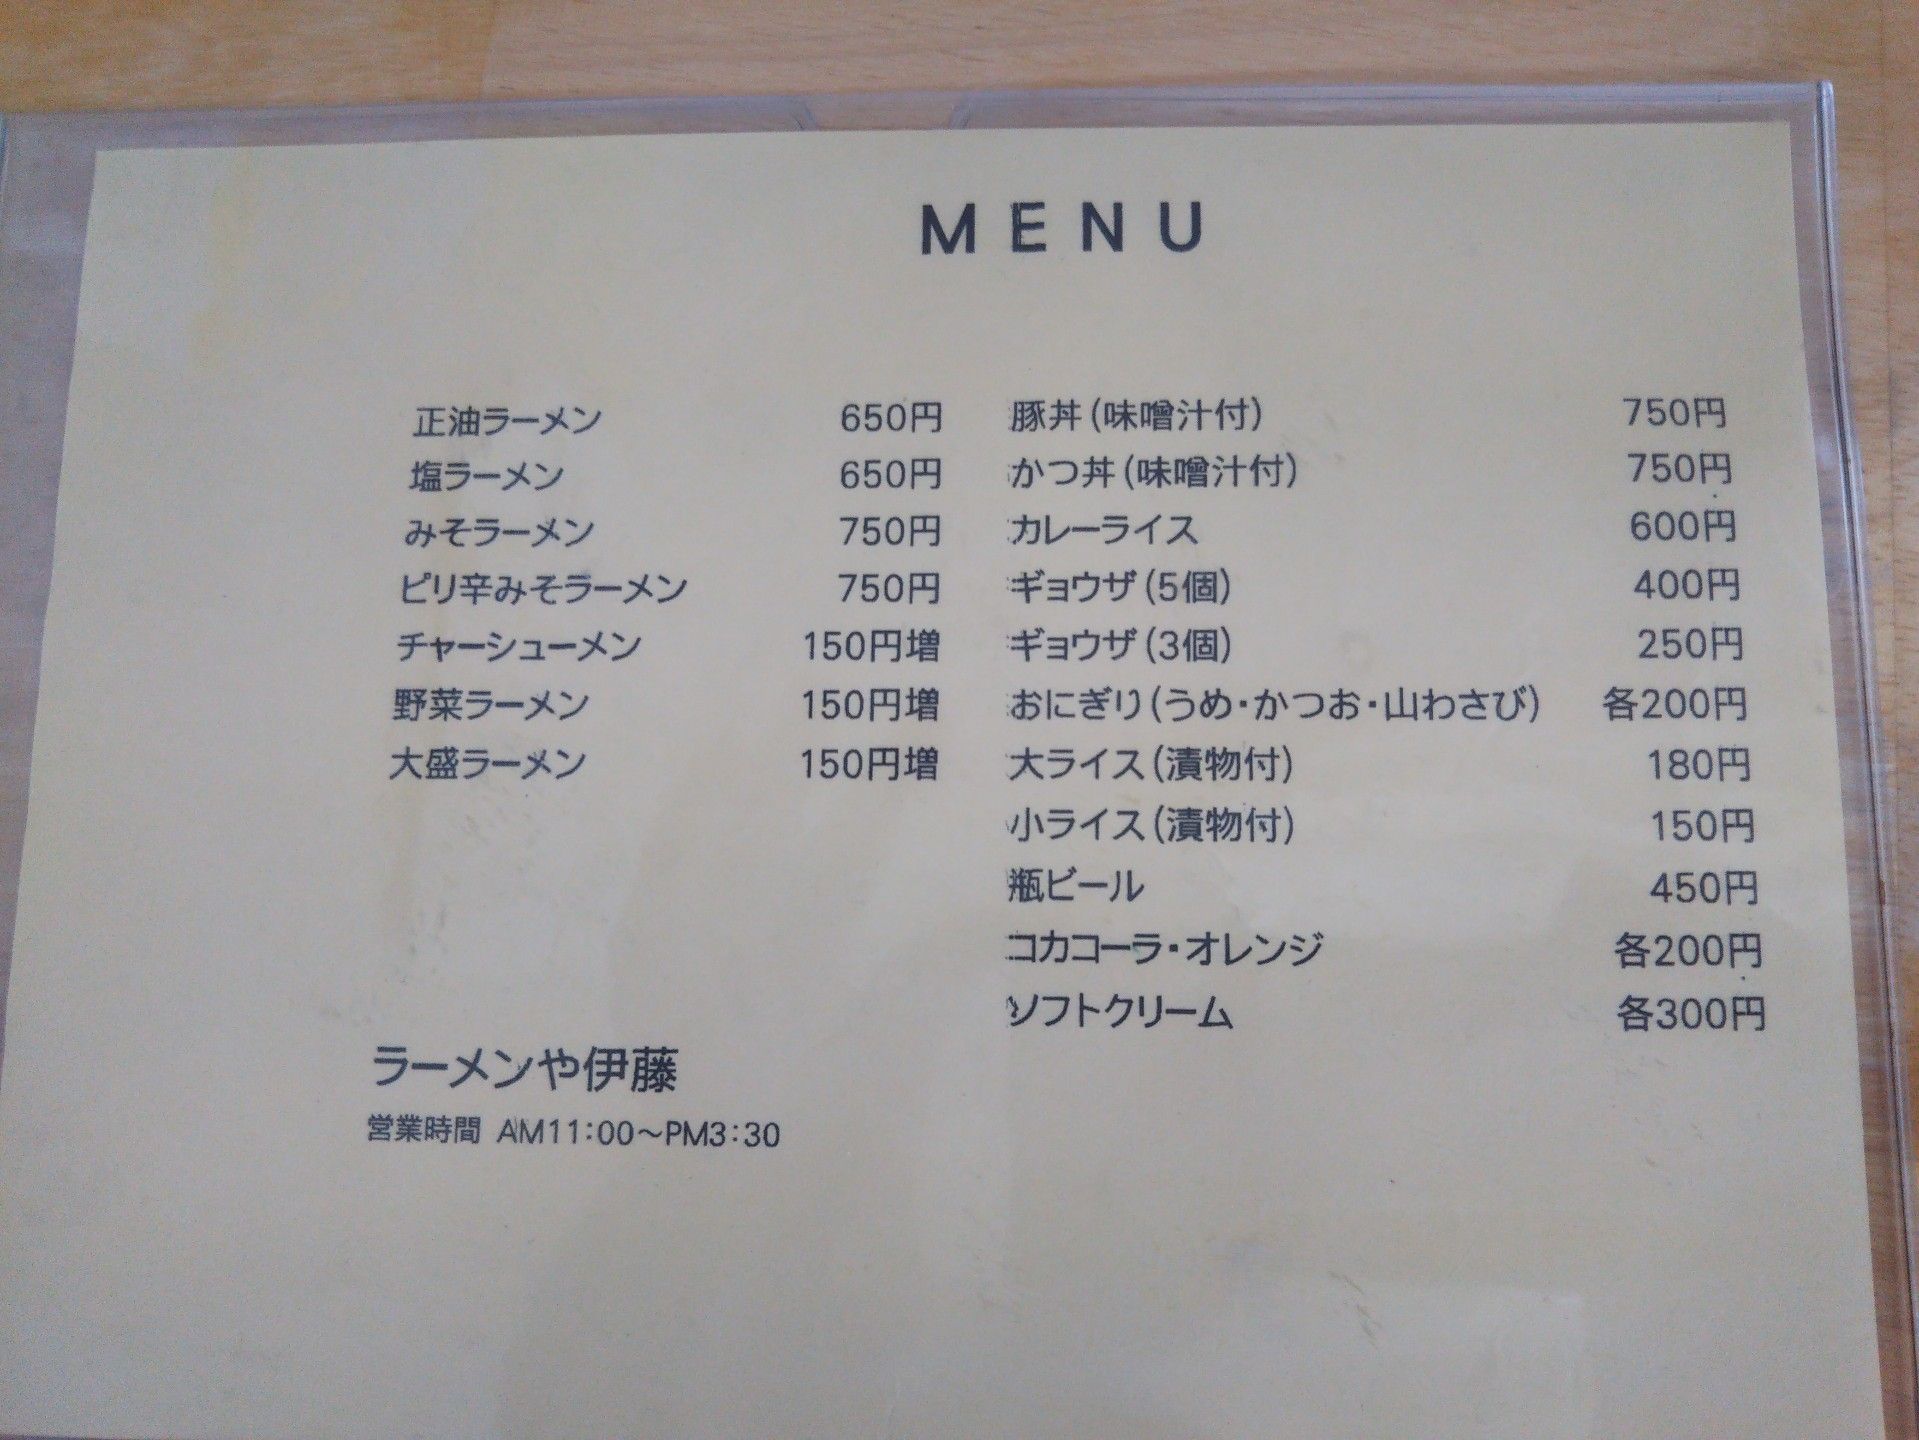 MENU
正油ラーメン 650円
塩ラーメン 650円
みそラーメン 750円
ピリ辛みそラーメン 750円
チャーシューメン 150円増
野菜ラーメン 150円増
大盛ラーメン 150円増
豚丼(味噌汁付) 750円
かつ丼(味噌汁付) 750円
カレーライス 600円
ギョウザ(5個) 400円
ギョウザ(3個) 250円
おにぎり(うめ・かつお・山わさび) 各200円
大ライス(漬物付) 180円
小ライス(漬物付) 150円
瓶ビール 450円
コカコーラ・オレンジ 各200円
ソフトクリーム 各300円
ラーメンや伊藤
営業時間 AM11:00～PM3:30